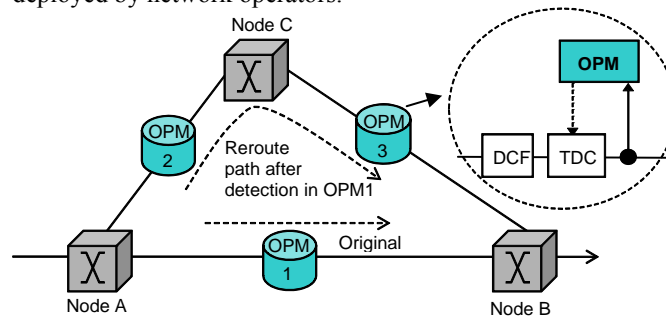 deployed by network operators.
Node C
OPM
OPM
2
OPM
3
DCF
TDC
Reroute
path after
detection in OPM1
Original
OPM
1
Node A
Node B